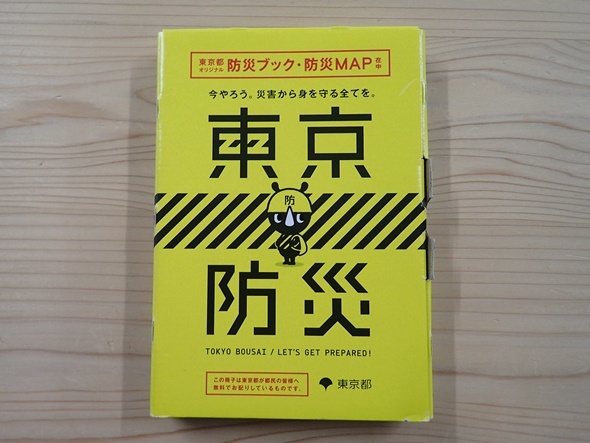 東京都
オリジナル
防災ブック・防災MAP
在中
今やろう。災害から身を守る全てを。
東京
防
防災
TOKYO BOUSAI / LET'S GET PREPARED!
この冊子は東京都が都民の皆様へ
無料でお配りしているものです。
東京都